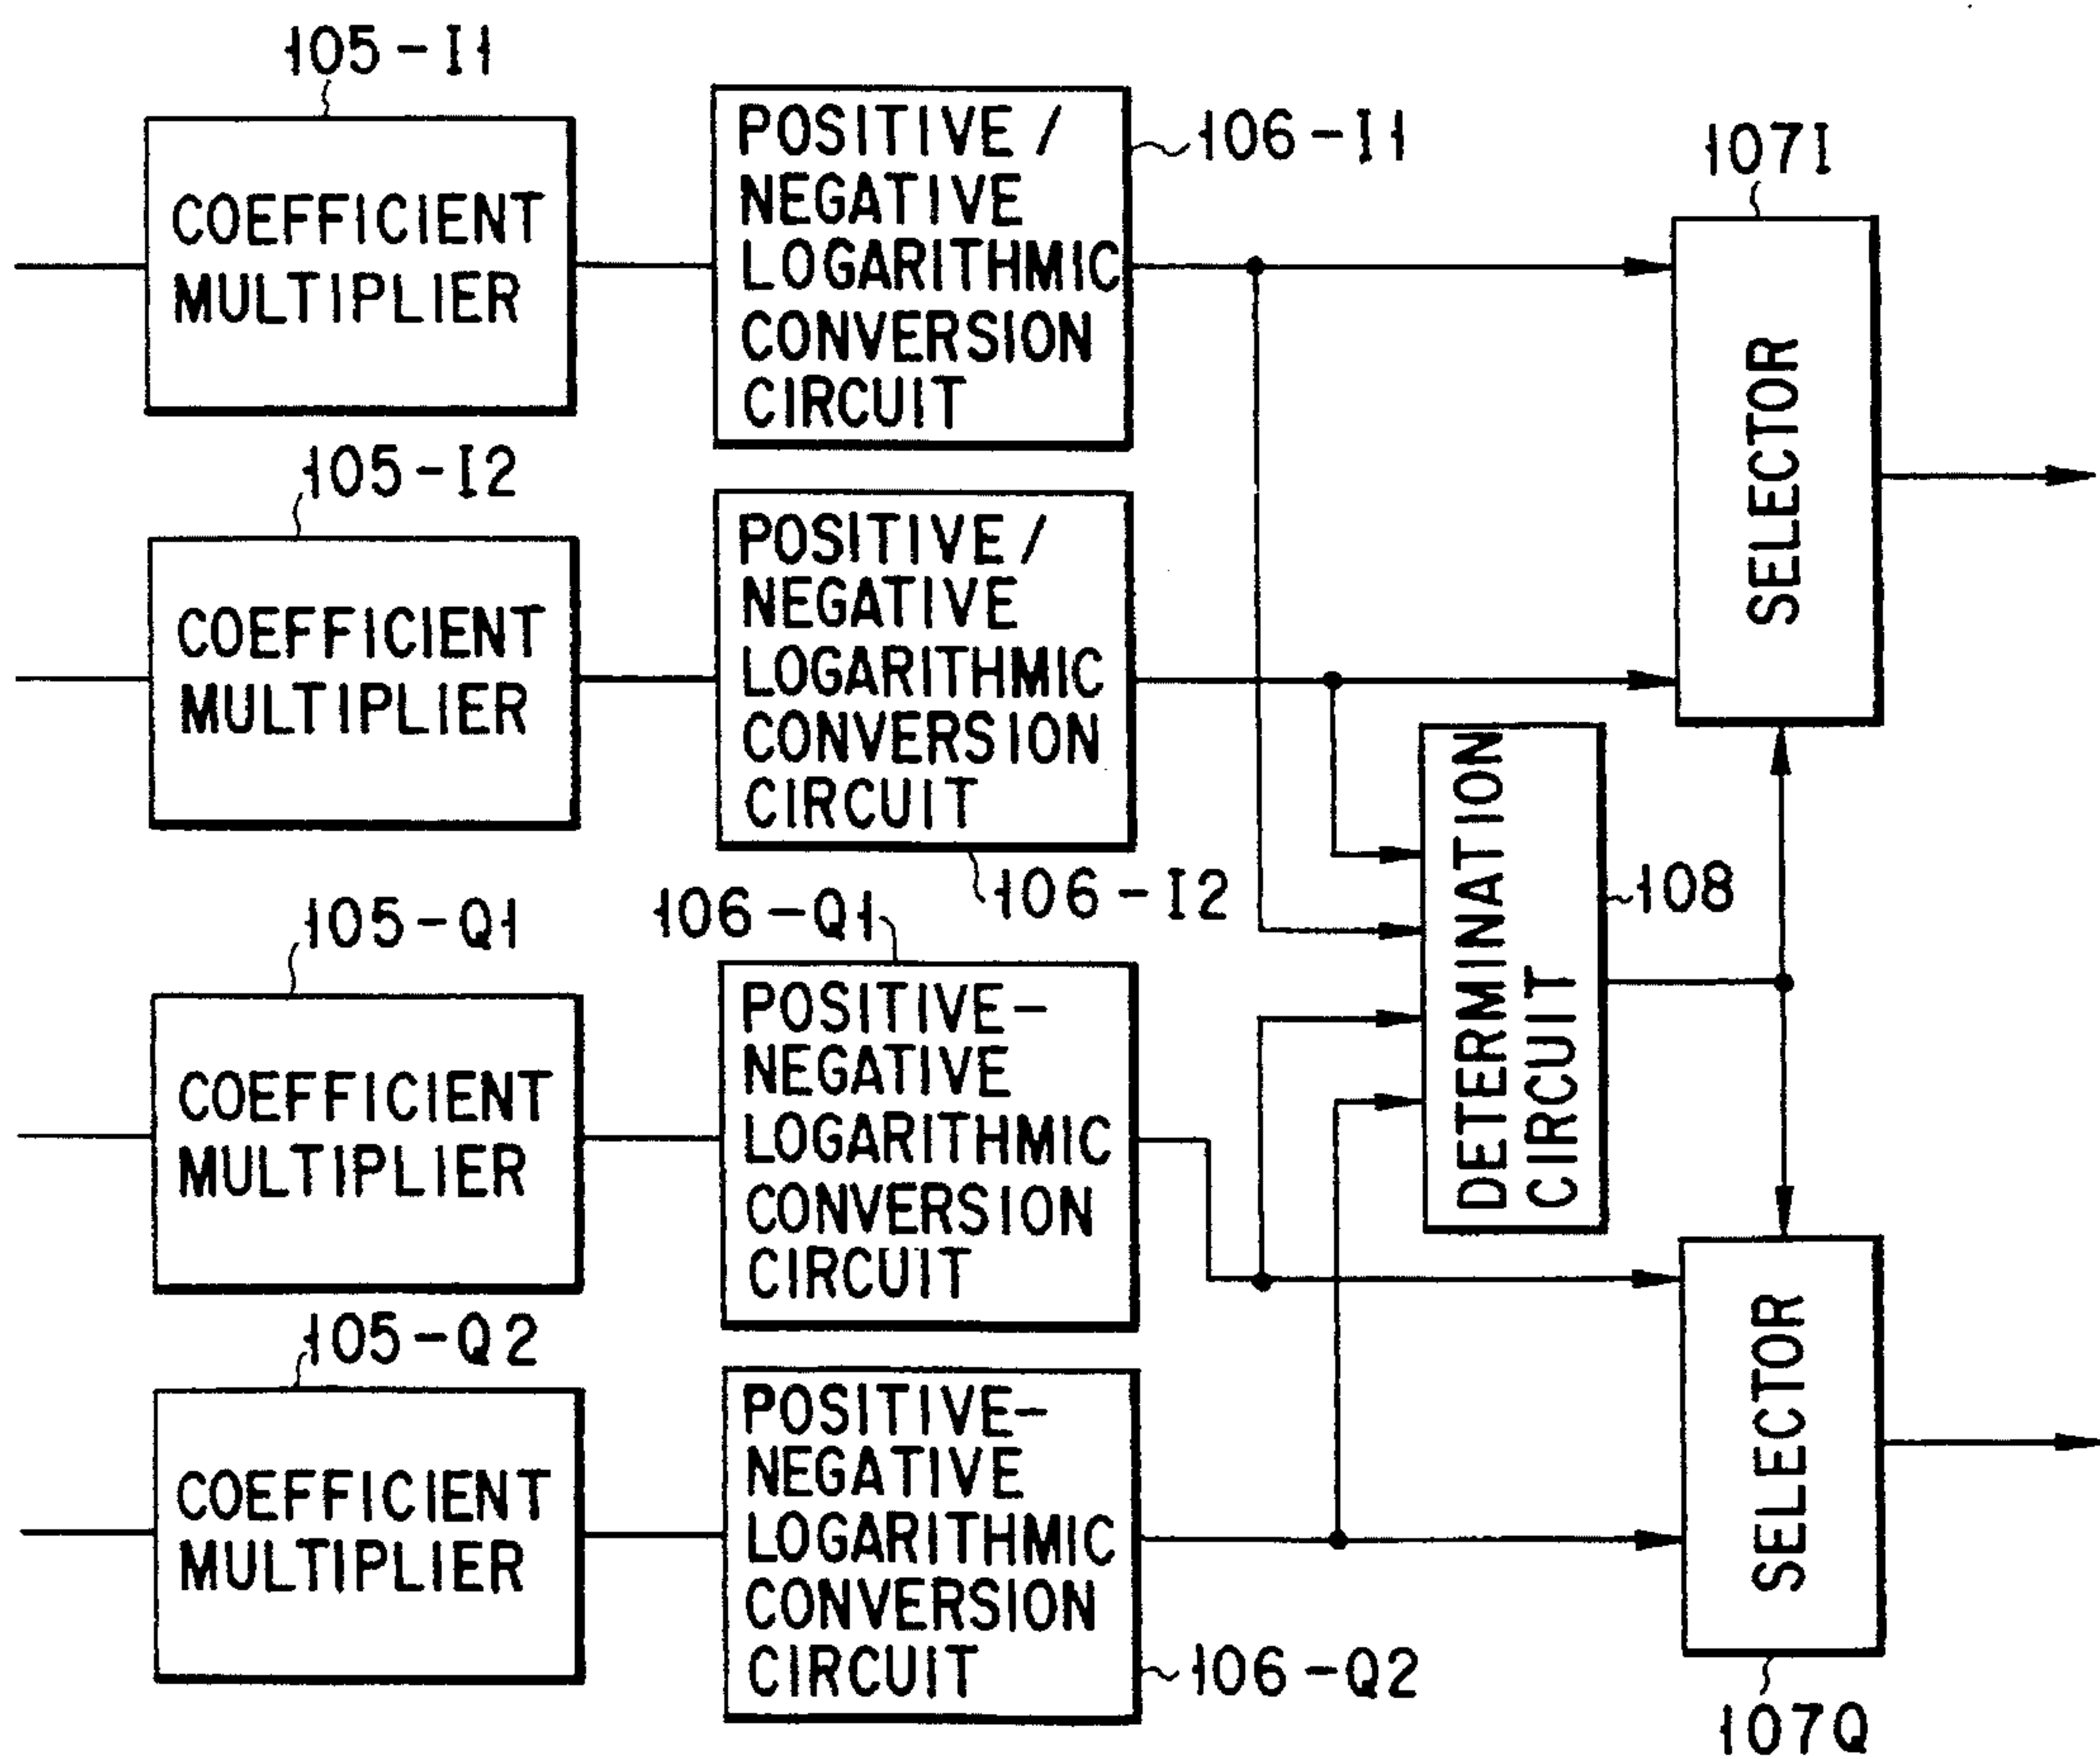 105-I1
COEFFICIENT
MULTIPLIER
POSITIVE/
NEGATIVE
LOGARITHMIC
CONVERSION
CIRCUIT
106-I1
107I
SELECTOR
105-I2
COEFFICIENT
MULTIPLIER
POSITIVE/
NEGATIVE
LOGARITHMIC
CONVERSION
CIRCUIT
106-I2
DETERMINATION
CIRCUIT
108
105-Q1
COEFFICIENT
MULTIPLIER
106-Q1
POSITIVE-
NEGATIVE
LOGARITHMIC
CONVERSION
CIRCUIT
105-Q2
COEFFICIENT
MULTIPLIER
POSITIVE-
NEGATIVE
LOGARITHMIC
CONVERSION
CIRCUIT
106-Q2
SELECTOR
107Q